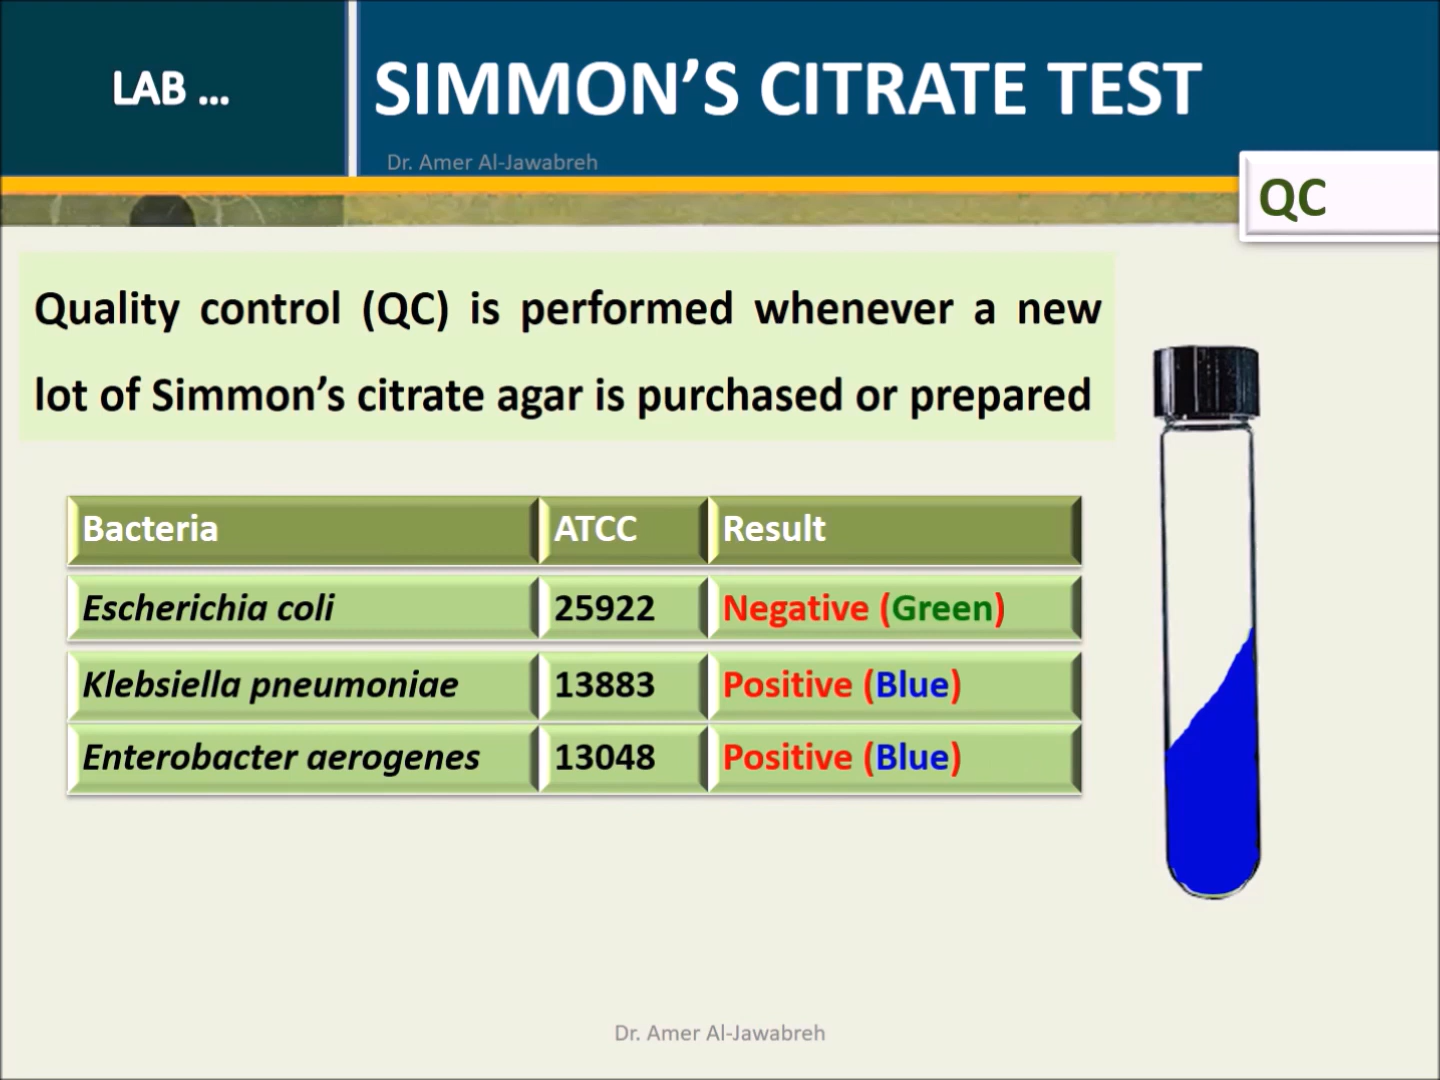 LAB ...
SIMMON’S CITRATE TEST
Dr. Amer Al-Jawabreh
QC
Quality control (QC) is performed whenever a new
lot of Simmon’s citrate agar is purchased or prepared
Bacteria ATCC Result
Escherichia coli 25922 Negative (Green)
Klebsiella pneumoniae 13883 Positive (Blue)
Enterobacter aerogenes 13048 Positive (Blue)
Dr. Amer Al-Jawabreh